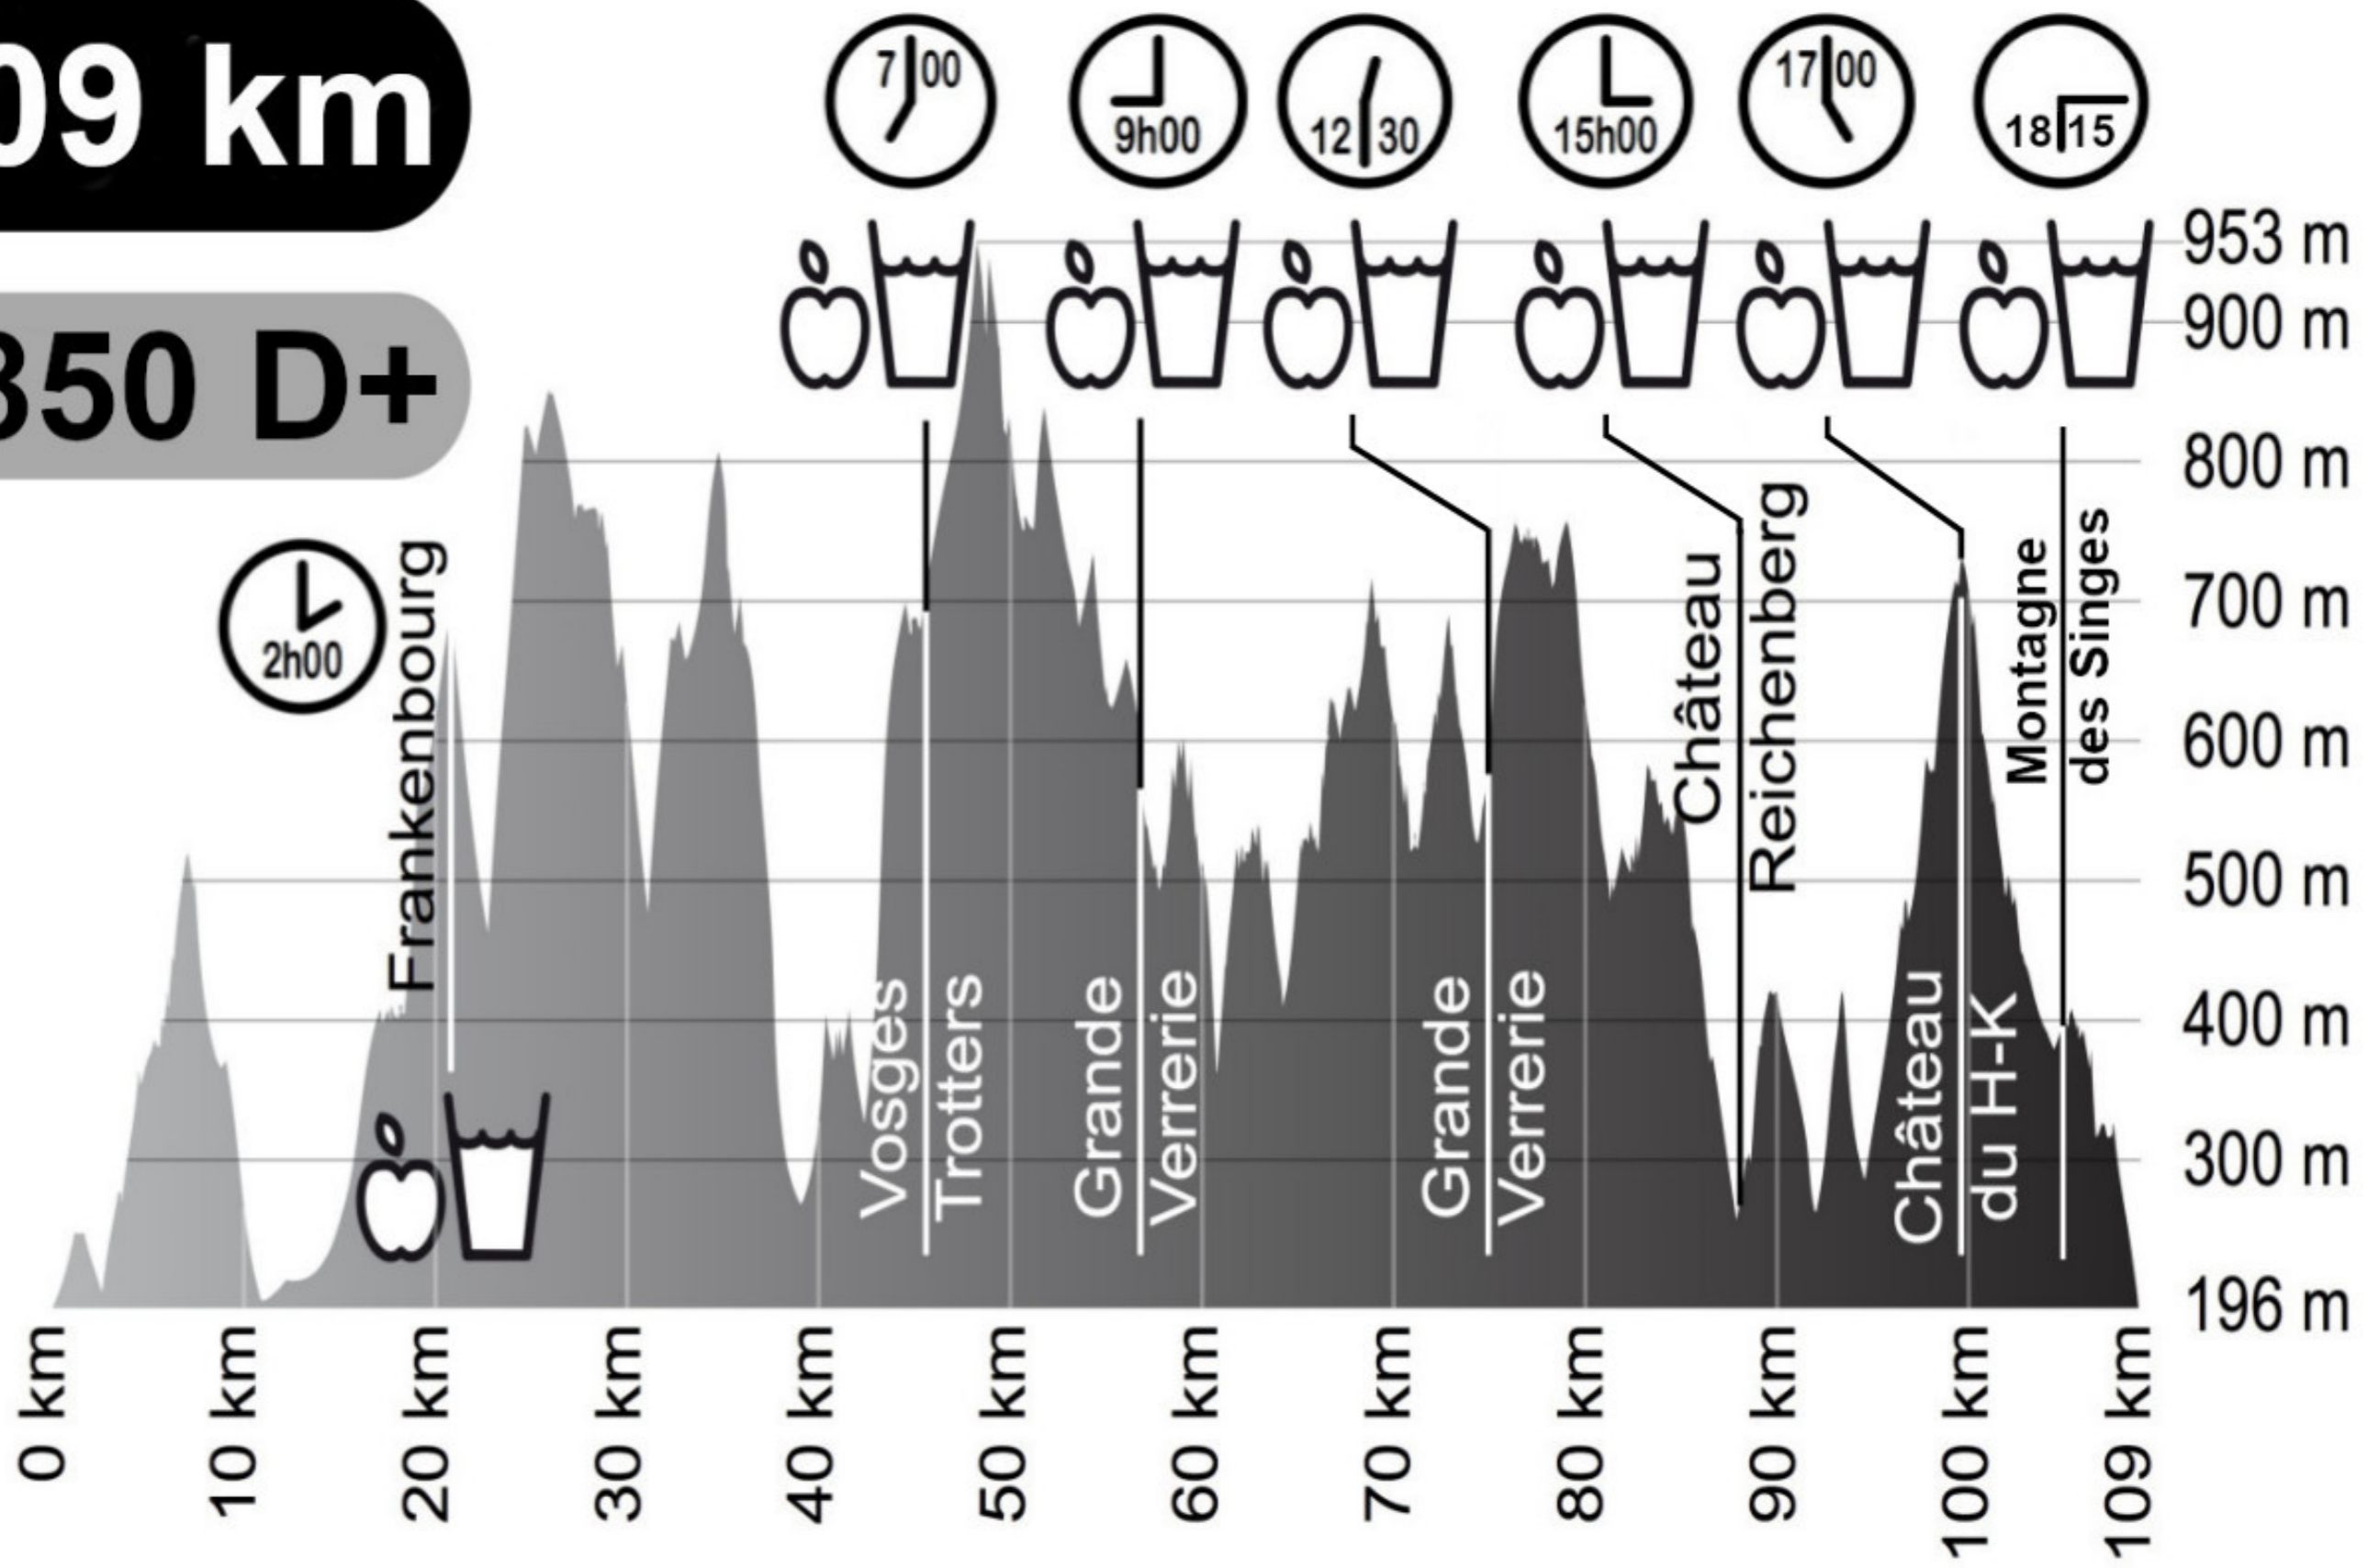 09 km
350 D+
7 00
9h00
12 30
15h00
17 00
18 15
2h00
953 m
900 m
800 m
700 m
600 m
500 m
400 m
300 m
196 m
Frankenbourg
Vosges
Trotters
Grande
Verrerie
Grande
Verrerie
Château
Reichenberg
Château
du H-K
Montagne
des Singes
0 km
10 km
20 km
30 km
40 km
50 km
60 km
70 km
80 km
90 km
100 km
109 km